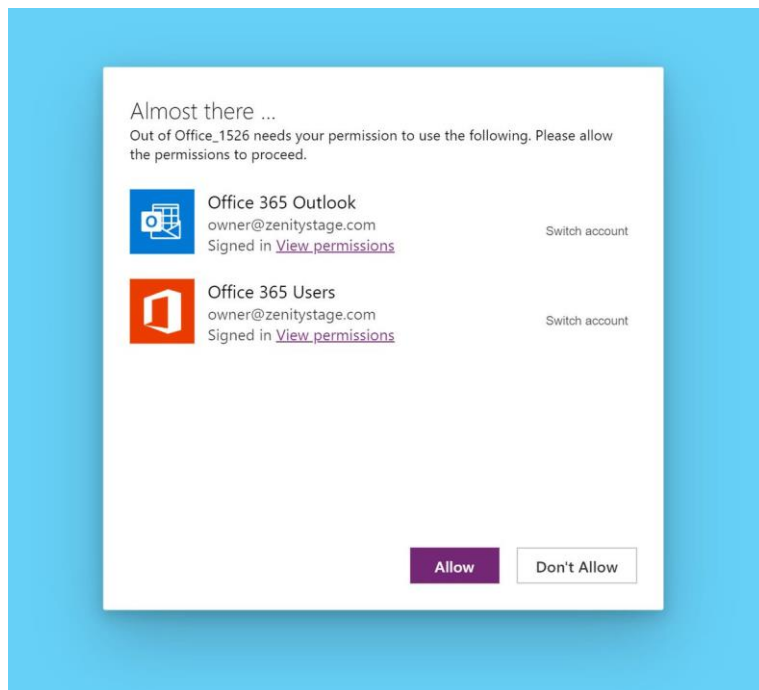 Almost there ...
Out of Office_1526 needs your permission to use the following. Please allow
the permissions to proceed.
Office 365 Outlook
owner@zenitystage.com
Signed in View permissions
Switch account
Office 365 Users
owner@zenitystage.com
Signed in View permissions
Switch account
Allow
Don't Allow